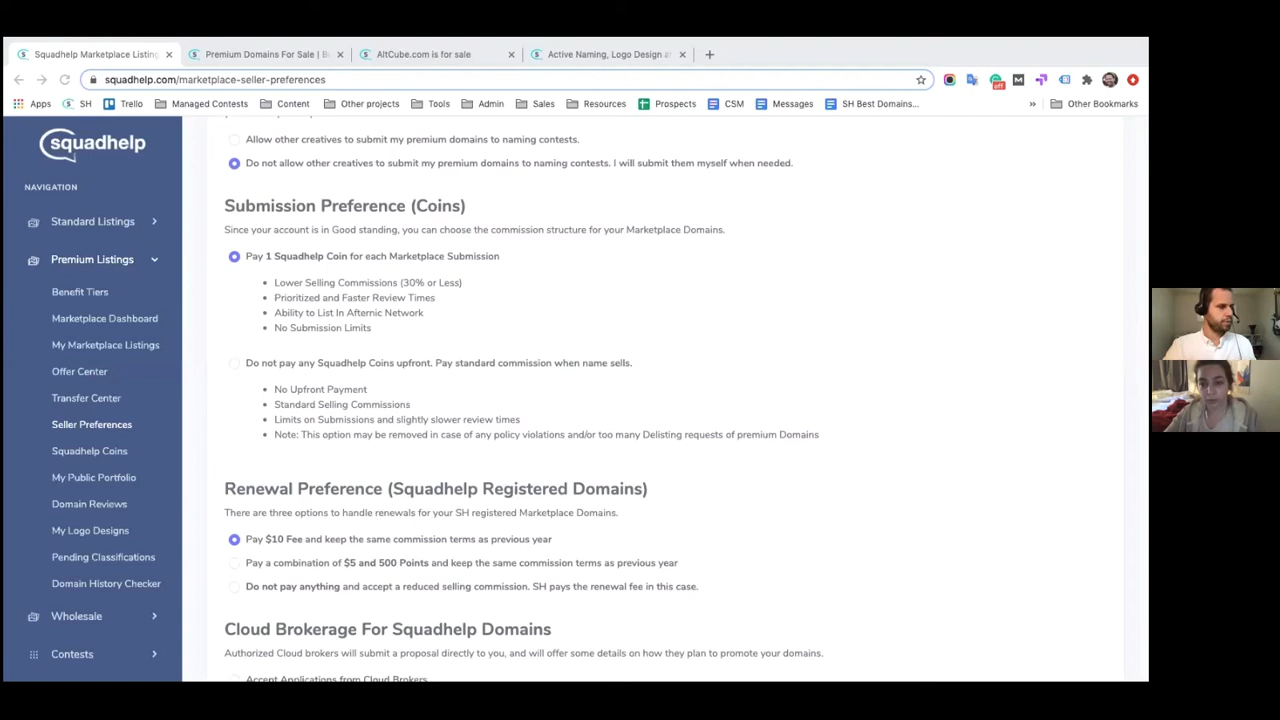 Squadhelp Marketplace Listing
Premium Domains For Sale | B
AltCube.com is for sale
Active Naming, Logo Design a
squadhelp.com/marketplace-seller-preferences
off
Apps
SH
Trello
Managed Contests
Content
Other projects
Tools
Admin
Sales
Resources
Prospects
CSM
Messages
SH Best Domains...
»
Other Bookmarks
squadhelp
NAVIGATION
Standard Listings
Premium Listings
Benefit Tiers
Marketplace Dashboard
My Marketplace Listings
Offer Center
Transfer Center
Seller Preferences
Squadhelp Coins
My Public Portfolio
Domain Reviews
My Logo Designs
Pending Classifications
Domain History Checker
Wholesale
Contests
Allow other creatives to submit my premium domains to naming contests.
Do not allow other creatives to submit my premium domains to naming contests. I will submit them myself when needed.
Submission Preference (Coins)
Since your account is in Good standing, you can choose the commission structure for your Marketplace Domains.
Pay 1 Squadhelp Coin for each Marketplace Submission
• Lower Selling Commissions (30% or Less)
• Prioritized and Faster Review Times
• Ability to List In Afternic Network
• No Submission Limits
Do not pay any Squadhelp Coins upfront. Pay standard commission when name sells.
• No Upfront Payment
• Standard Selling Commissions
• Limits on Submissions and slightly slower review times
• Note: This option may be removed in case of any policy violations and/or too many Delisting requests of premium Domains
Renewal Preference (Squadhelp Registered Domains)
There are three options to handle renewals for your SH registered Marketplace Domains.
Pay $10 Fee and keep the same commission terms as previous year
Pay a combination of $5 and 500 Points and keep the same commission terms as previous year
Do not pay anything and accept a reduced selling commission. SH pays the renewal fee in this case.
Cloud Brokerage For Squadhelp Domains
Authorized Cloud brokers will submit a proposal directly to you, and will offer some details on how they plan to promote your domains.
Accept Applications from Cloud Brokers